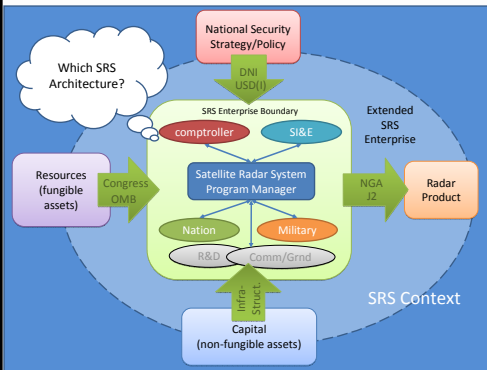 National Security
Strategy/Policy
Which SRS
Architecture?
DNI
USD(I)
SRS Enterprise Boundary
comptroller
SI&E
Extended
SRS
Enterprise
Resources
(fungible
assets)
Congress
OMB
Satellite Radar System
Program Manager
NGA
J2
Radar
Product
Nation
Military
R&D
Comm/Grnd
Infra-
Struct.
SRS Context
Capital
(non-fungible assets)